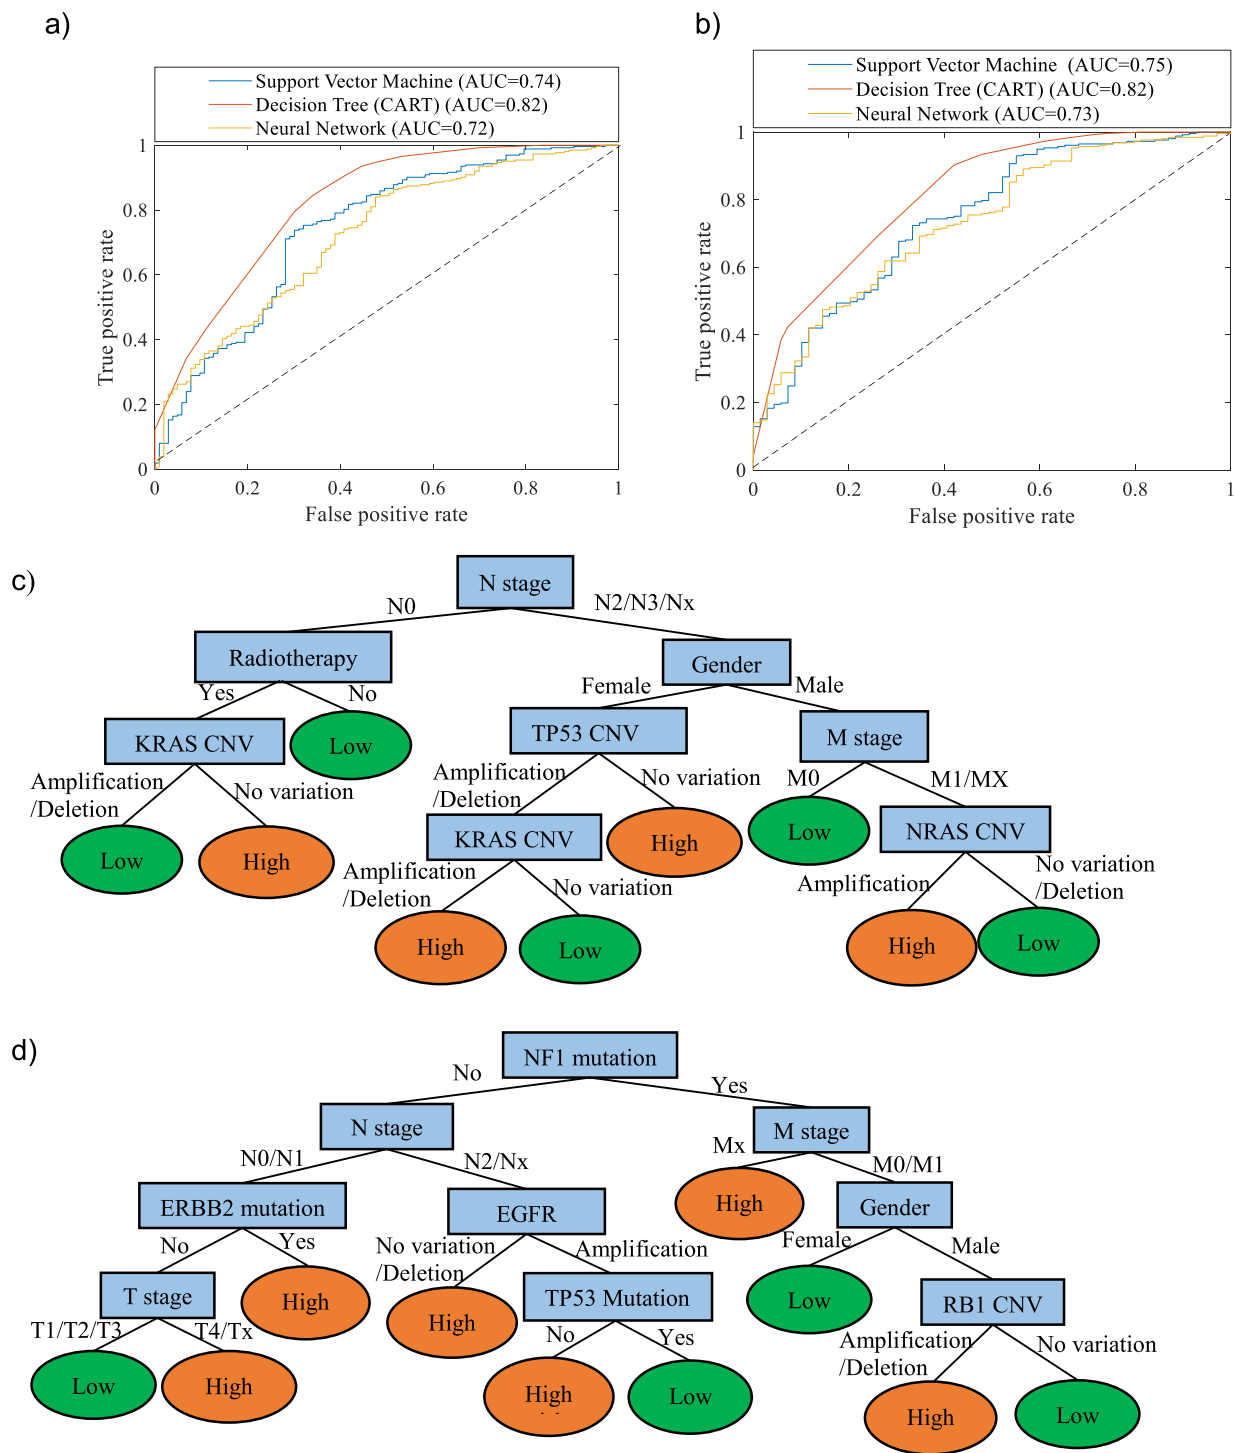 a)
Support Vector Machine (AUC=0.74)
Decision Tree (CART) (AUC=0.82)
Neural Network (AUC=0.72)
1
0.8
0.6
0.4
0.2
0
True positive rate
0
0.2
0.4
0.6
0.8
1
False positive rate
b)
Support Vector Machine (AUC=0.75)
Decision Tree (CART) (AUC=0.82)
Neural Network (AUC=0.73)
1
0.8
0.6
0.4
0.2
0
True positive rate
0
0.2
0.4
0.6
0.8
1
False positive rate
c)
N stage
N0
N2/N3/Nx
Radiotherapy
Gender
Yes
No
Female
Male
KRAS CNV
Low
TP53 CNV
M stage
Amplification
/Deletion
No variation
Amplification
/Deletion
No variation
M0
M1/MX
Low
High
KRAS CNV
High
Low
NRAS CNV
Amplification
/Deletion
No variation
Amplification
No variation
/Deletion
High
Low
High
Low
d)
NF1 mutation
No
Yes
N stage
M stage
N0/N1
N2/Nx
Mx
M0/M1
ERBB2 mutation
EGFR
High
Gender
No
Yes
No variation
/Deletion
Amplification
Female
Male
T stage
High
High
TP53 Mutation
Low
RB1 CNV
T1/T2/T3
T4/Tx
No
Yes
Amplification
/Deletion
No variation
Low
High
High
Low
High
Low